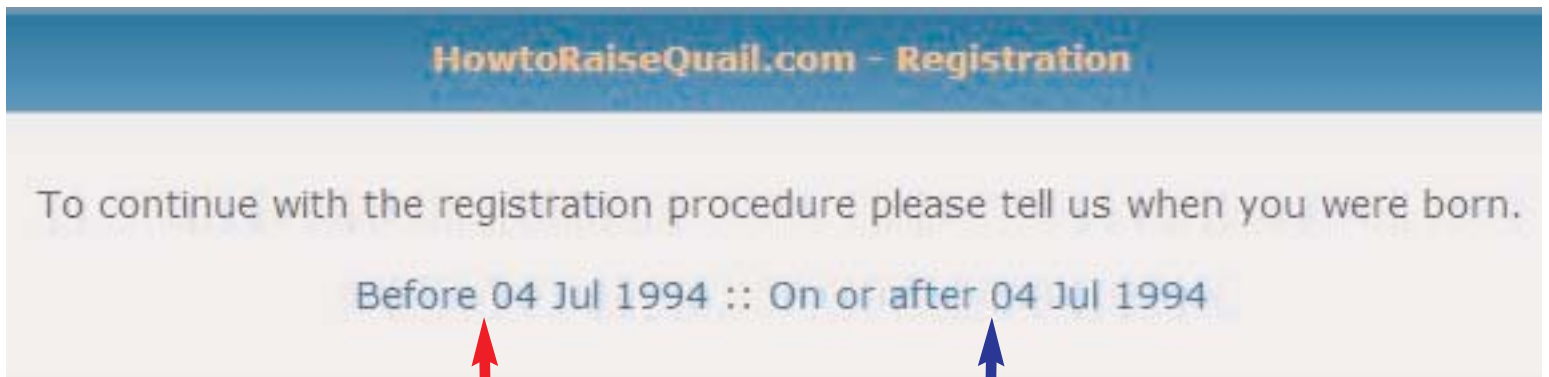 HowtoRaiseQuail.com - Registration
To continue with the registration procedure please tell us when you were born.
Before 04 Jul 1994 :: On or after 04 Jul 1994